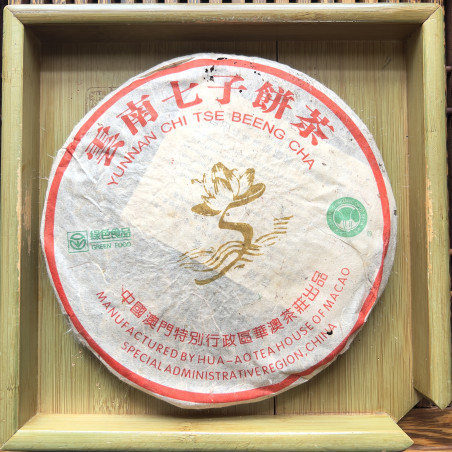 雲南七子餅茶
YUNNAN CHI TSE BEENG CHA
綠色食品
GREEN FOOD
中國澳門特別行政區華澳茶莊出品
MANUFACTURED BY HUA-AO TEA HOUSE OF MACAO
SPECIAL ADMINISTRATIVE REGION, CHINA